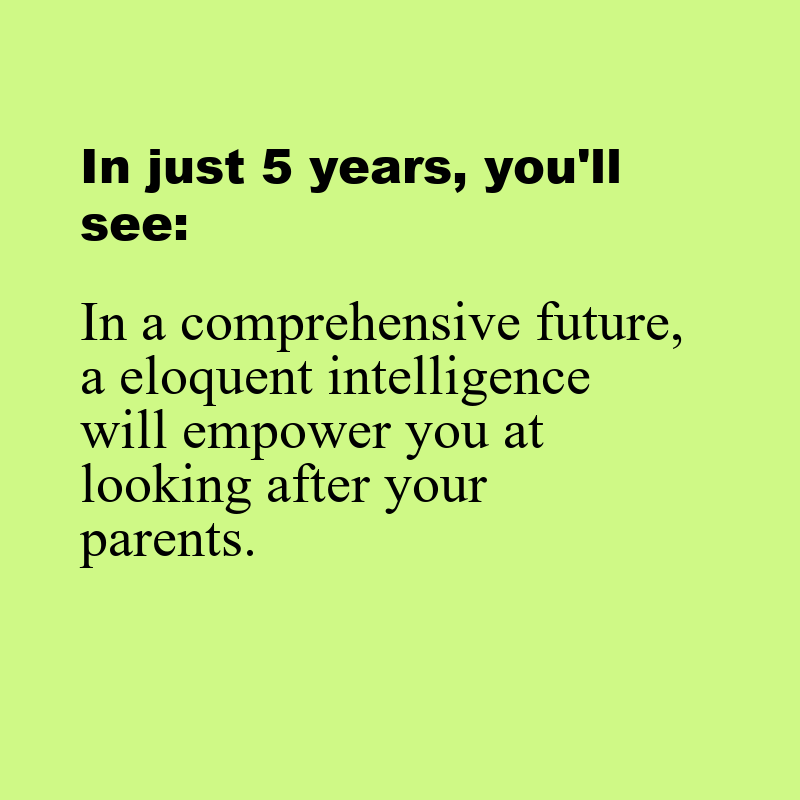 In just 5 years, you'll
see:
In a comprehensive future,
a eloquent intelligence
will empower you at
looking after your
parents.